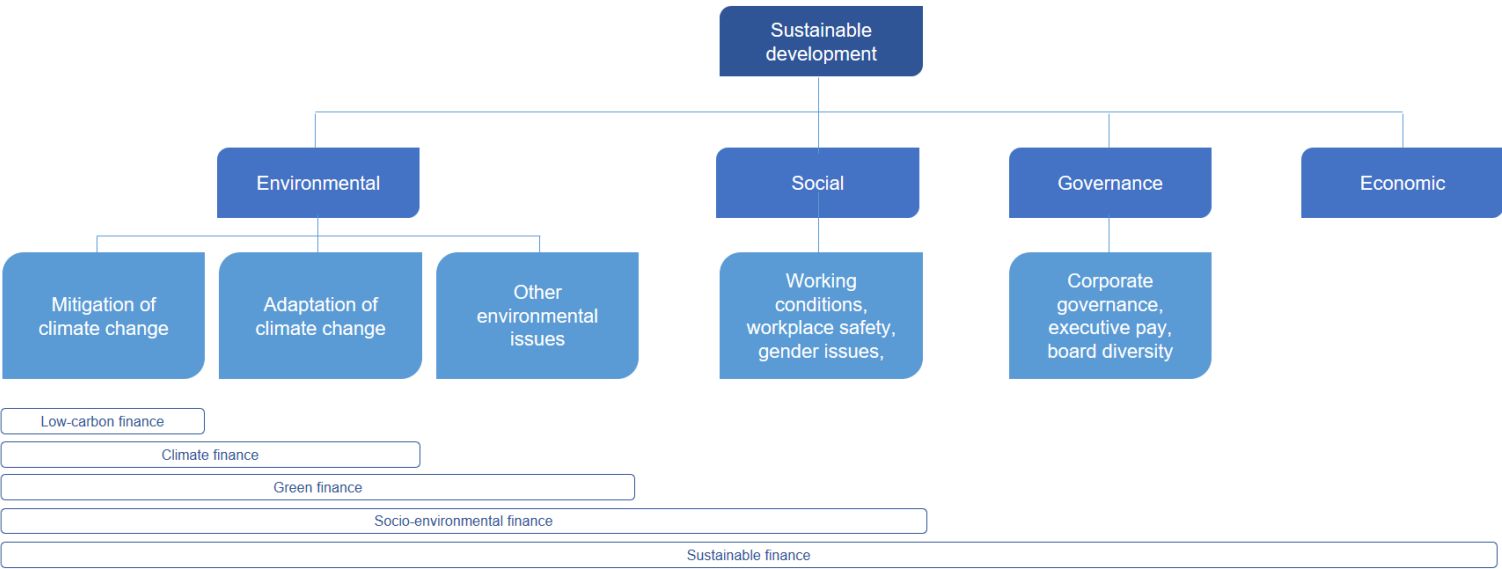 Sustainable
development
Environmental
Social
Governance
Economic
Mitigation of
climate change
Adaptation of
climate change
Other
environmental
issues
Working
conditions,
workplace safety,
gender issues,
Corporate
governance,
executive pay,
board diversity
Low-carbon finance
Climate finance
Green finance
Socio-environmental finance
Sustainable finance